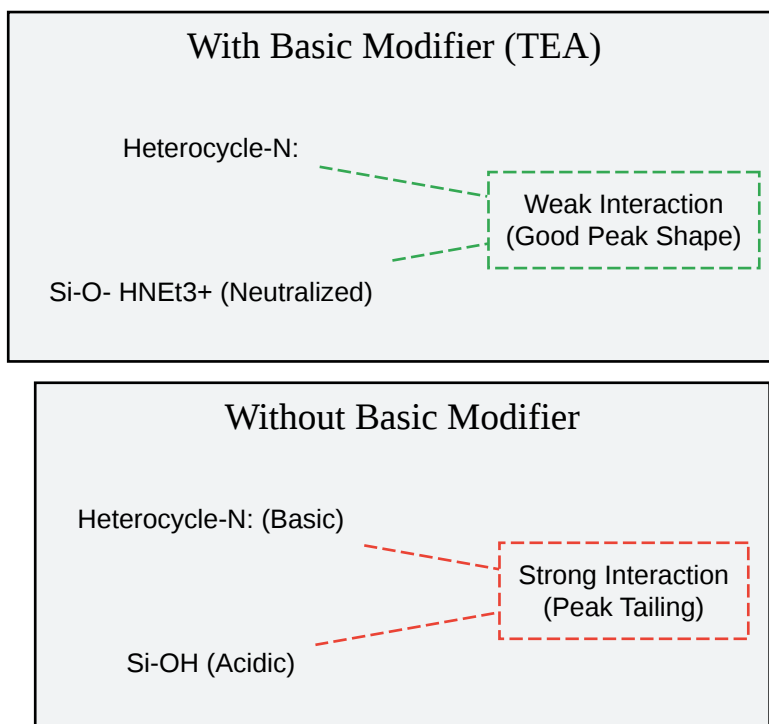 With Basic Modifier (TEA)
Heterocycle-N:
Weak Interaction
(Good Peak Shape)
Si-O- HNEt3+ (Neutralized)
Without Basic Modifier
Heterocycle-N: (Basic)
Strong Interaction
(Peak Tailing)
Si-OH (Acidic)